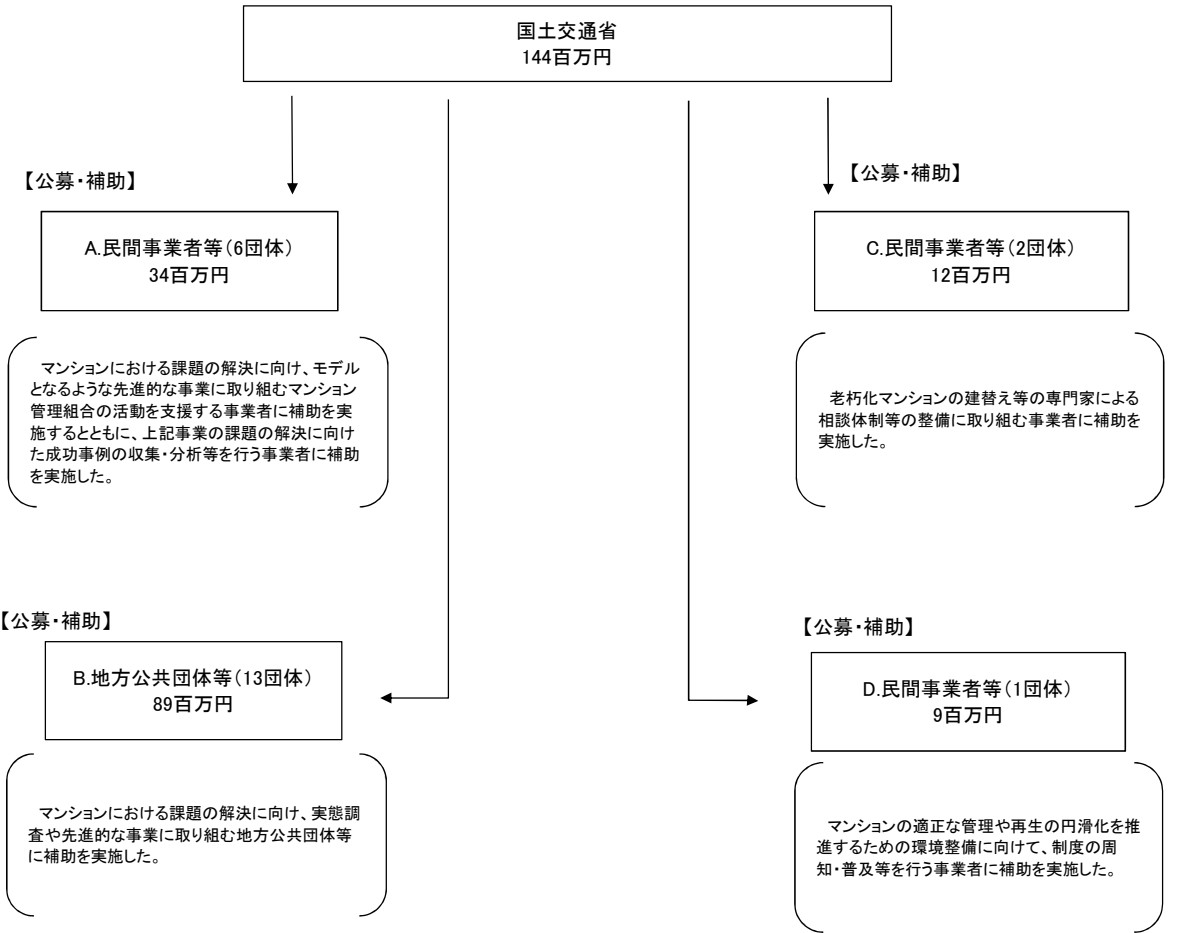 国土交通省
144百万円
【公募・補助】
A.民間事業者等(6団体)
34百万円
マンションにおける課題の解決に向け、モデル
となるような先進的な事業に取り組むマンション
管理組合の活動を支援する事業者に補助を実
施するとともに、上記事業の課題の解決に向け
た成功事例の収集・分析等を行う事業者に補助
を実施した。
【公募・補助】
C.民間事業者等(2団体)
12百万円
老朽化マンションの建替え等の専門家による
相談体制等の整備に取り組む事業者に補助を
実施した。
【公募・補助】
B.地方公共団体等(13団体)
89百万円
マンションにおける課題の解決に向け、実態調
査や先進的な事業に取り組む地方公共団体等
に補助を実施した。
【公募・補助】
D.民間事業者等(1団体)
9百万円
マンションの適正な管理や再生の円滑化を推
進するための環境整備に向けて、制度の周
知・普及等を行う事業者に補助を実施した。